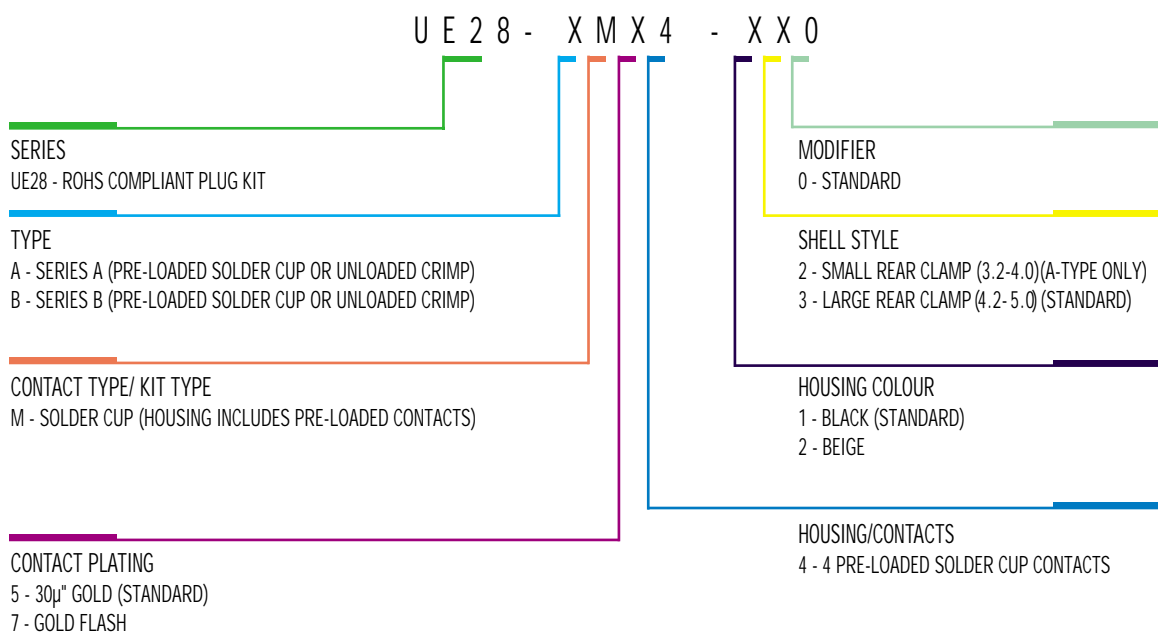 UE28- XMX4 - XX0
SERIES
UE28 - ROHS COMPLIANT PLUG KIT
TYPE
A - SERIES A (PRE-LOADED SOLDER CUP OR UNLOADED CRIMP)
B - SERIES B (PRE-LOADED SOLDER CUP OR UNLOADED CRIMP)
CONTACT TYPE/ KIT TYPE
M - SOLDER CUP (HOUSING INCLUDES PRE-LOADED CONTACTS)
CONTACT PLATING
5 - 30µ" GOLD (STANDARD)
7 - GOLD FLASH
MODIFIER
0 - STANDARD
SHELL STYLE
2 - SMALL REAR CLAMP (3.2-4.0)(A-TYPE ONLY)
3 - LARGE REAR CLAMP (4.2-5.0) (STANDARD)
HOUSING COLOUR
1 - BLACK (STANDARD)
2 - BEIGE
HOUSING/CONTACTS
4 - 4 PRE-LOADED SOLDER CUP CONTACTS